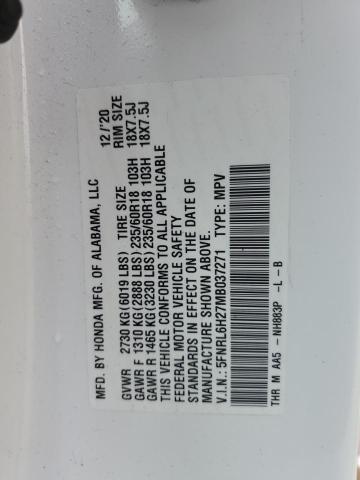 MFD. BY HONDA MFG. OF ALABAMA, LLC 12/'20
GVWR 2730 KG(6019 LBS) TIRE SIZE RIM SIZE
GAWR F 1310 KG(2888 LBS) 235/60R18 103H 18X7.5J
GAWR R 1465 KG(3230 LBS) 235/60R18 103H 18X7.5J
THIS VEHICLE CONFORMS TO ALL APPLICABLE
FEDERAL MOTOR VEHICLE SAFETY
STANDARDS IN EFFECT ON THE DATE OF
MANUFACTURE SHOWN ABOVE.
V.I.N.: 5FNRL6H27MB037271 TYPE: MPV
THR M AA5 - NH883P -L-B